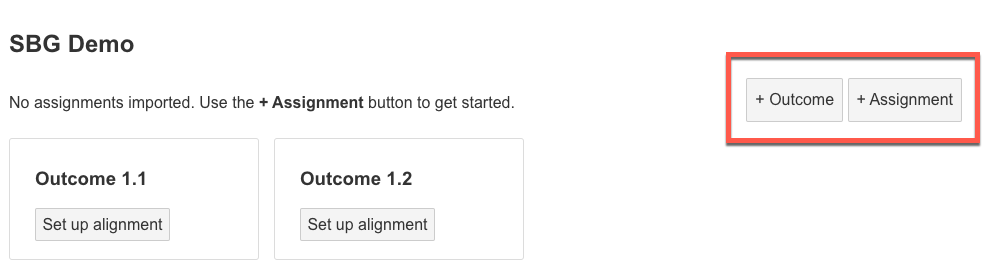 SBG Demo
No assignments imported. Use the + Assignment button to get started.
+ Outcome
+ Assignment
Outcome 1.1
Set up alignment
Outcome 1.2
Set up alignment